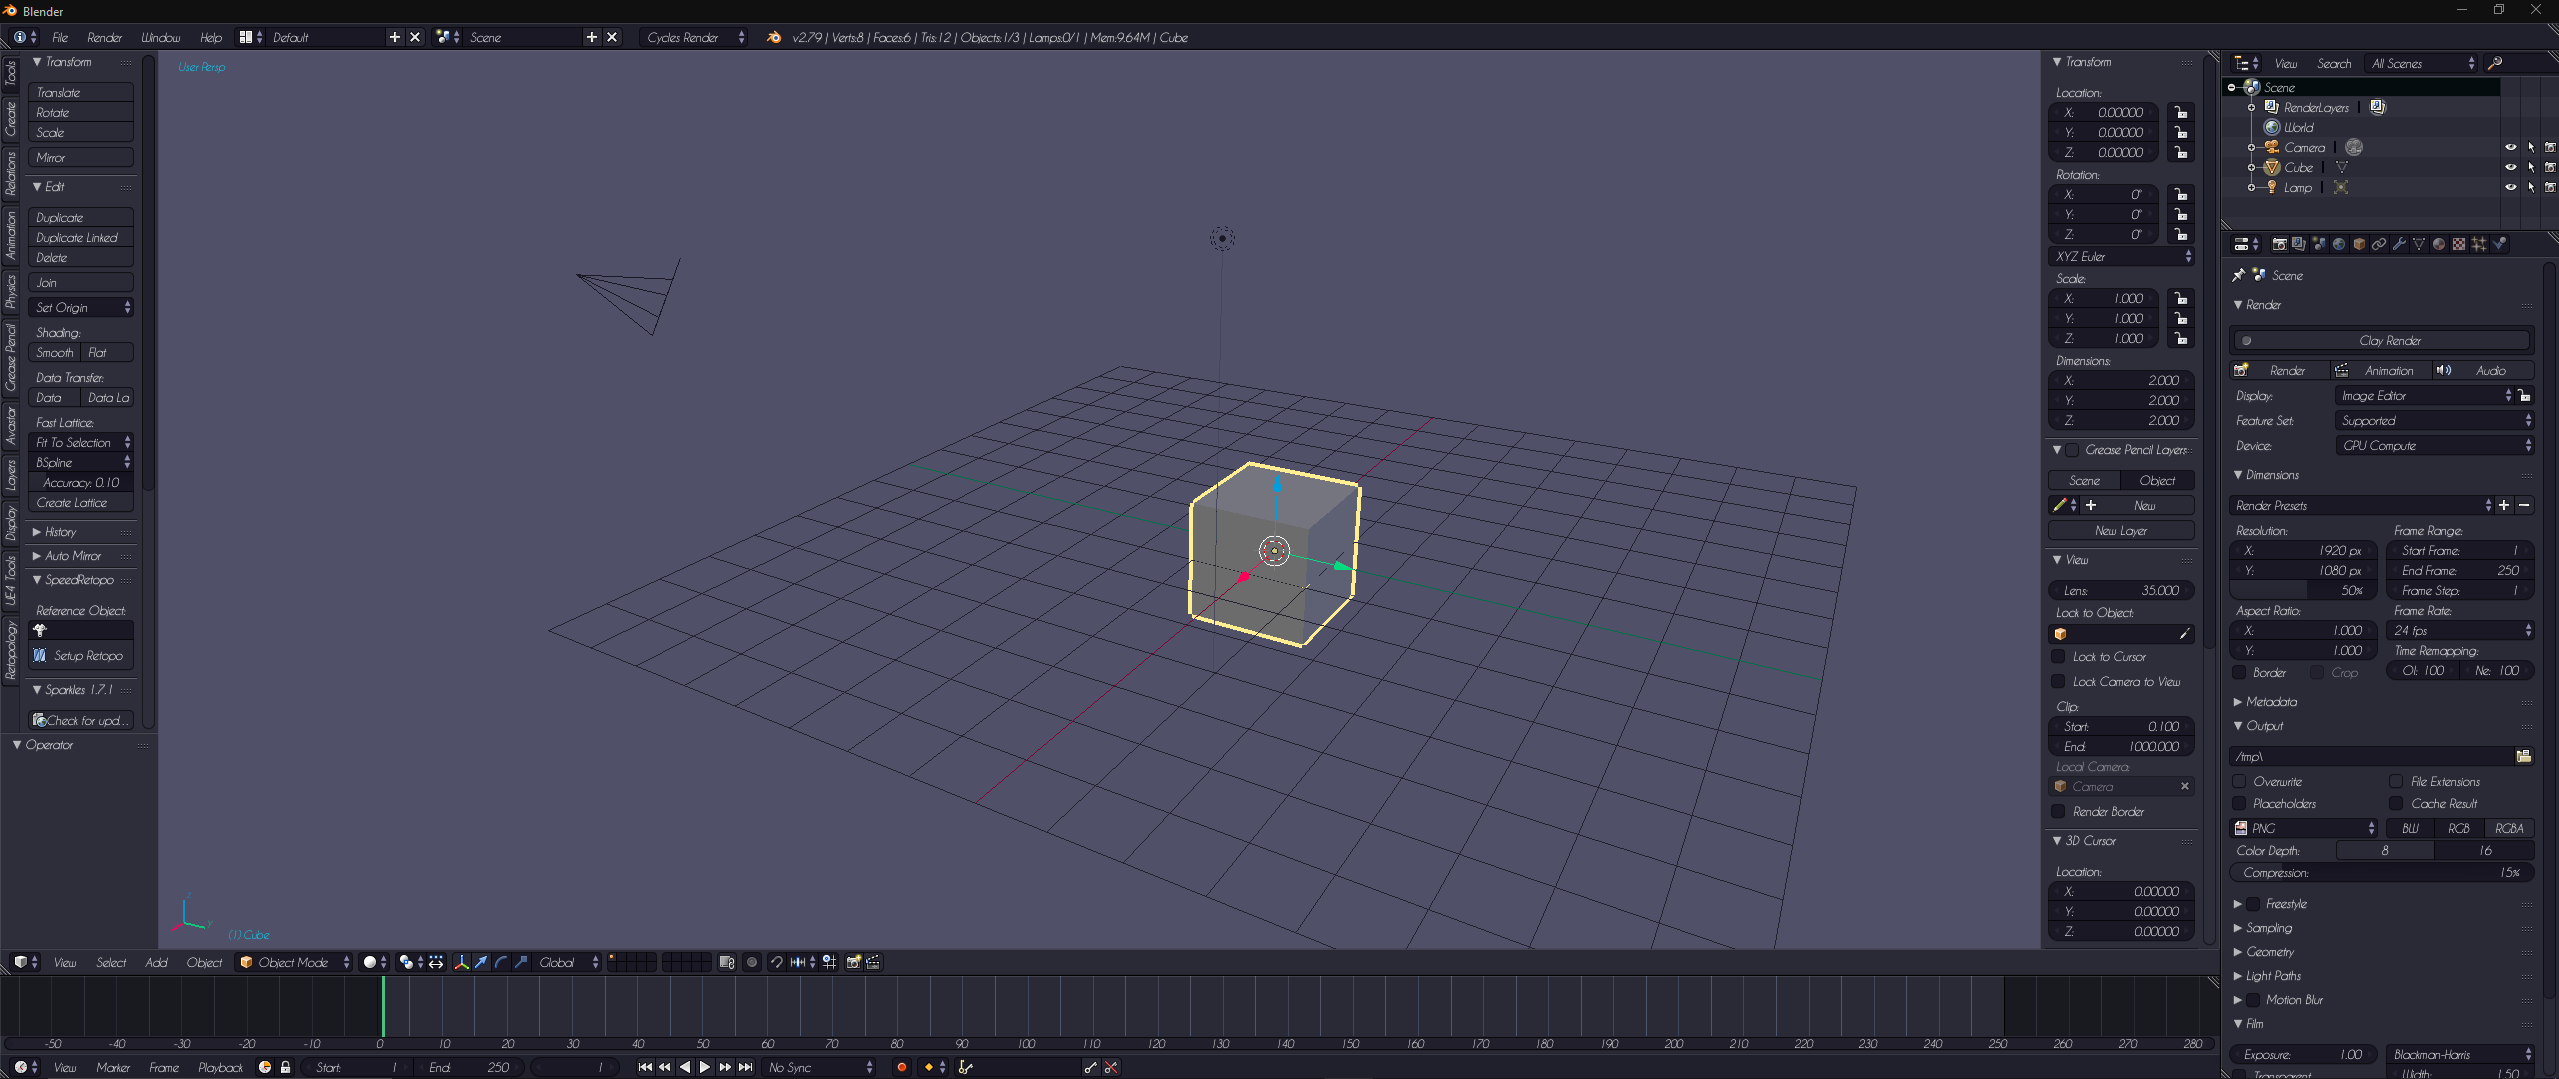 Blender
File Render Window Help Default Scene Cycles Render v2.79 | Verts:8 | Faces:6 | Tris:12 | Objects:1/3 | Lamps:0/1 | Mem:9.64M | Cube
Tools
Create
Relations
Animation
Physics
Grease Pencil
Avastar
Layers
Display
UE4 Tools
Retopology
Transform
Translate
Rotate
Scale
Mirror
Edit
Duplicate
Duplicate Linked
Delete
Join
Set Origin
Shading:
Smooth Flat
Data Transfer:
Data Data La
Fast Lattice:
Fit To Selection
BSpline
Accuracy: 0.10
Create Lattice
History
Auto Mirror
SpeedRetopo
Reference Object:
Setup Retopo
Sparkles 1.7.1
Check for upd...
Operator
User Persp
(1) Cube
Transform
Location:
X: 0.00000
Y: 0.00000
Z: 0.00000
Rotation:
X: 0°
Y: 0°
Z: 0°
XYZ Euler
Scale:
X: 1.000
Y: 1.000
Z: 1.000
Dimensions:
X: 2.000
Y: 2.000
Z: 2.000
Grease Pencil Layers
Scene Object
New
New Layer
View
Lens: 35.000
Lock to Object:
Lock to Cursor
Lock Camera to View
Clip:
Start: 0.100
End: 1000.000
Local Camera:
Camera
Render Border
3D Cursor
Location:
X: 0.00000
Y: 0.00000
Z: 0.00000
View Search All Scenes
Scene
RenderLayers
World
Camera
Cube
Lamp
Scene
Render
Clay Render
Render Animation Audio
Display: Image Editor
Feature Set: Supported
Device: GPU Compute
Dimensions
Render Presets
Resolution: Frame Range:
X: 1920 px Start Frame: 1
Y: 1080 px End Frame: 250
50% Frame Step: 1
Aspect Ratio: Frame Rate:
X: 1.000 24 fps
Y: 1.000 Time Remapping:
Border Crop Ol: 100 Ne: 100
Metadata
Output
/tmp\
Overwrite File Extensions
Placeholders Cache Result
PNG BW RGB RGBA
Color Depth: 8 16
Compression: 15%
Freestyle
Sampling
Geometry
Light Paths
Motion Blur
Film
Exposure: 1.00 Blackman-Harris
Transparent Width: 1.50
View Select Add Object Object Mode Global
-50 -40 -30 -20 -10 0 10 20 30 40 50 60 70 80 90 100 110 120 130 140 150 160 170 180 190 200 210 220 230 240 250 260 270 280
View Marker Frame Playback Start: 1 End: 250 1 No Sync